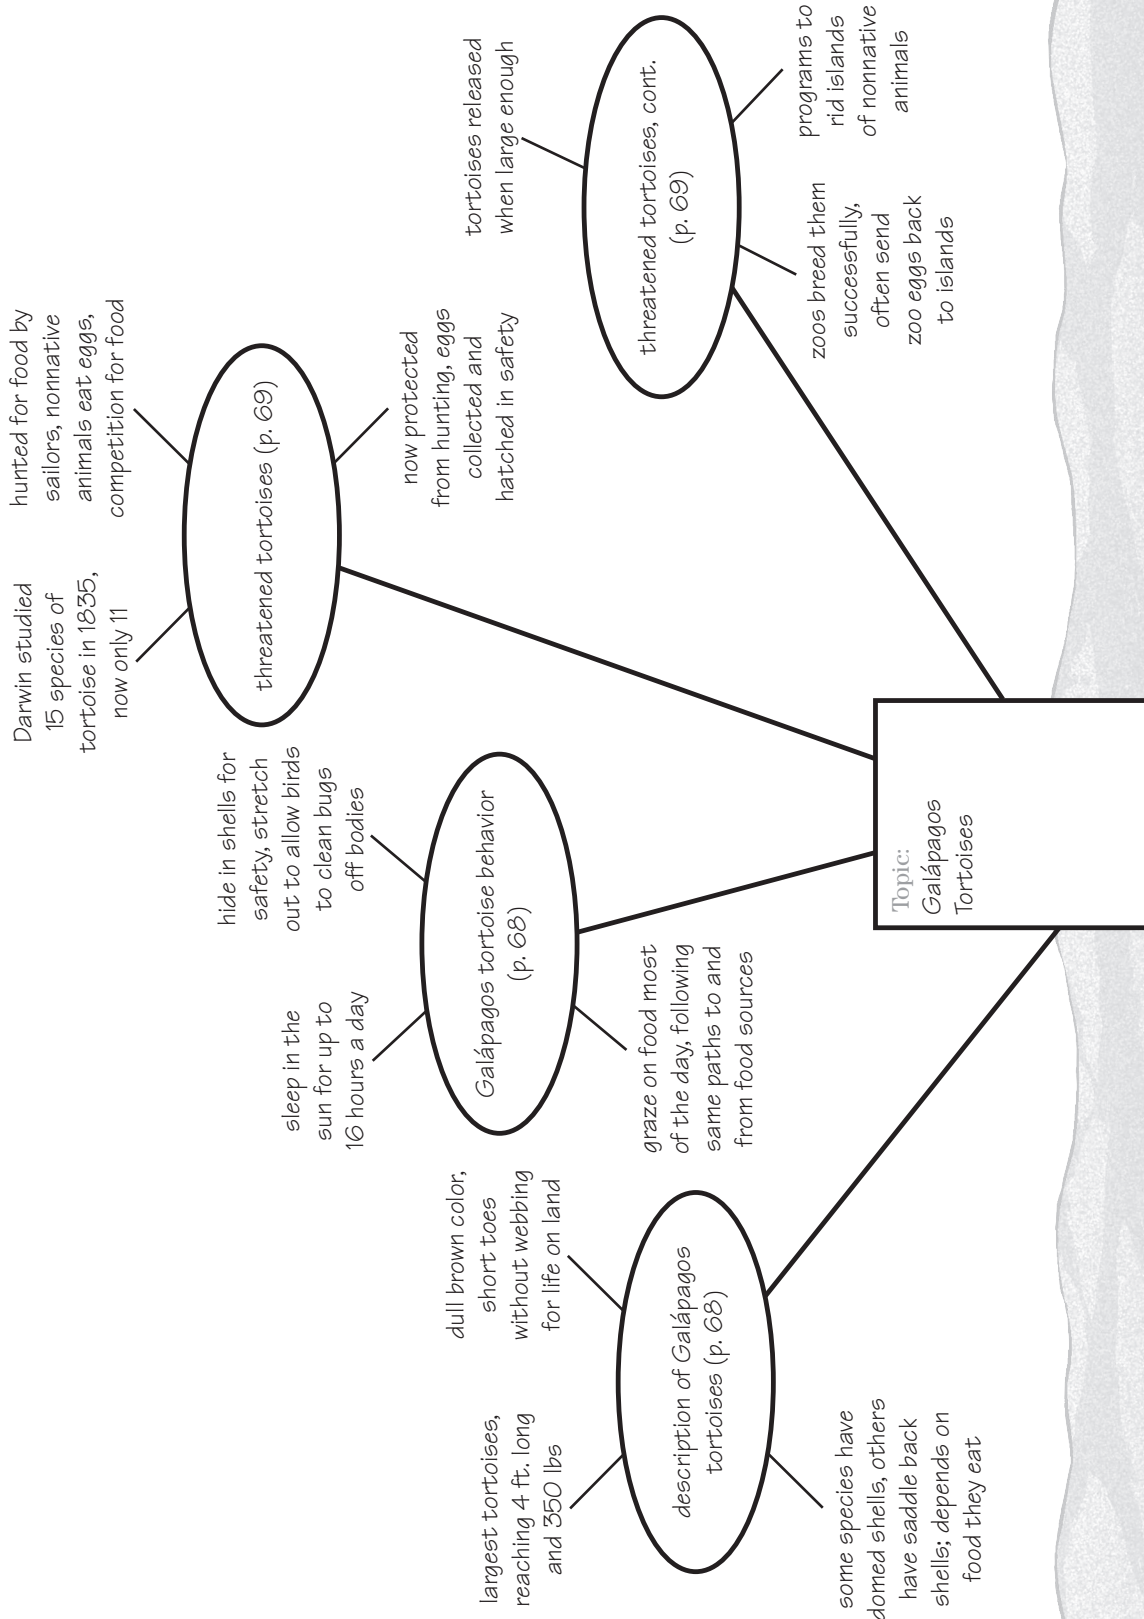 largest tortoises,
reaching 4 ft. long
and 350 lbs
dull brown color,
short toes
without webbing
for life on land
description of Galápagos
tortoises (p. 68)
some species have
domed shells, others
have saddle back
shells; depends on
food they eat
sleep in the
sun for up to
16 hours a day
hide in shells for
safety, stretch
out to allow birds
to clean bugs
off bodies
Galápagos tortoise behavior
(p. 68)
graze on food most
of the day, following
same paths to and
from food sources
Darwin studied
15 species of
tortoise in 1835,
now only 11
hunted for food by
sailors, nonnative
animals eat eggs,
competition for food
threatened tortoises (p. 69)
now protected
from hunting, eggs
collected and
hatched in safety
tortoises released
when large enough
threatened tortoises, cont.
(p. 69)
zoos breed them
successfully,
often send
zoo eggs back
to islands
programs to
rid islands
of nonnative
animals
Topic:
Galápagos
Tortoises